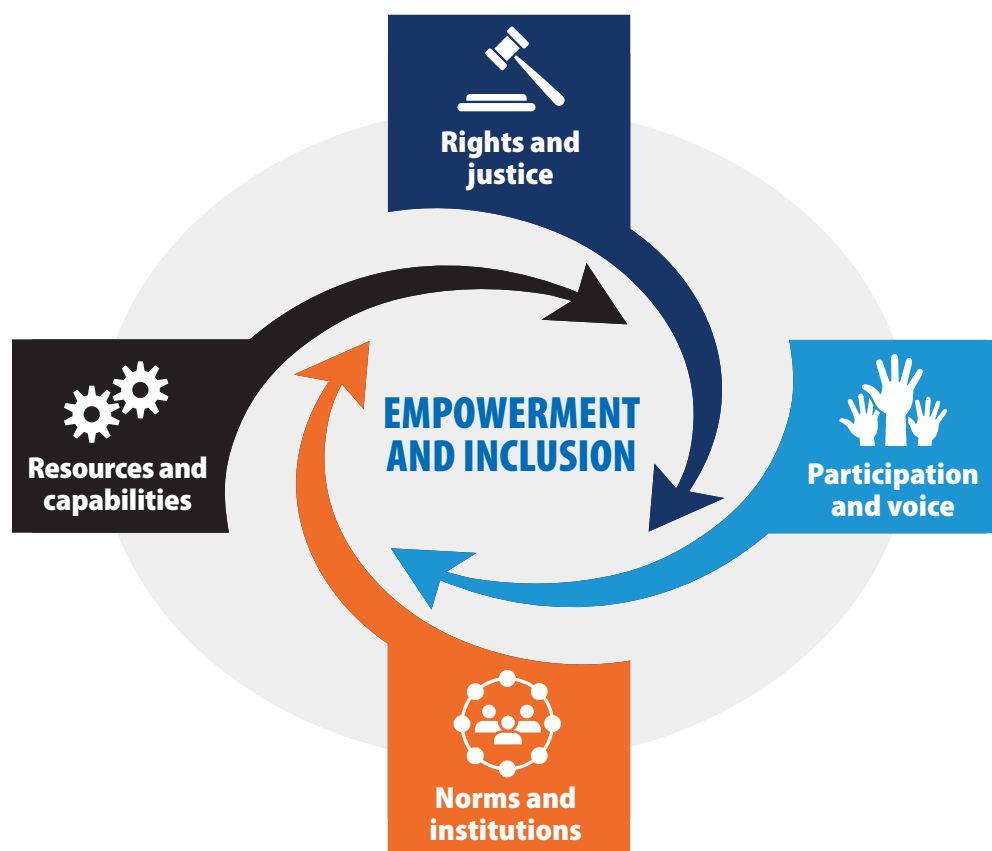 Rights and
justice
EMPOWERMENT
AND INCLUSION
Resources and
capabilities
Participation
and voice
Norms and
institutions